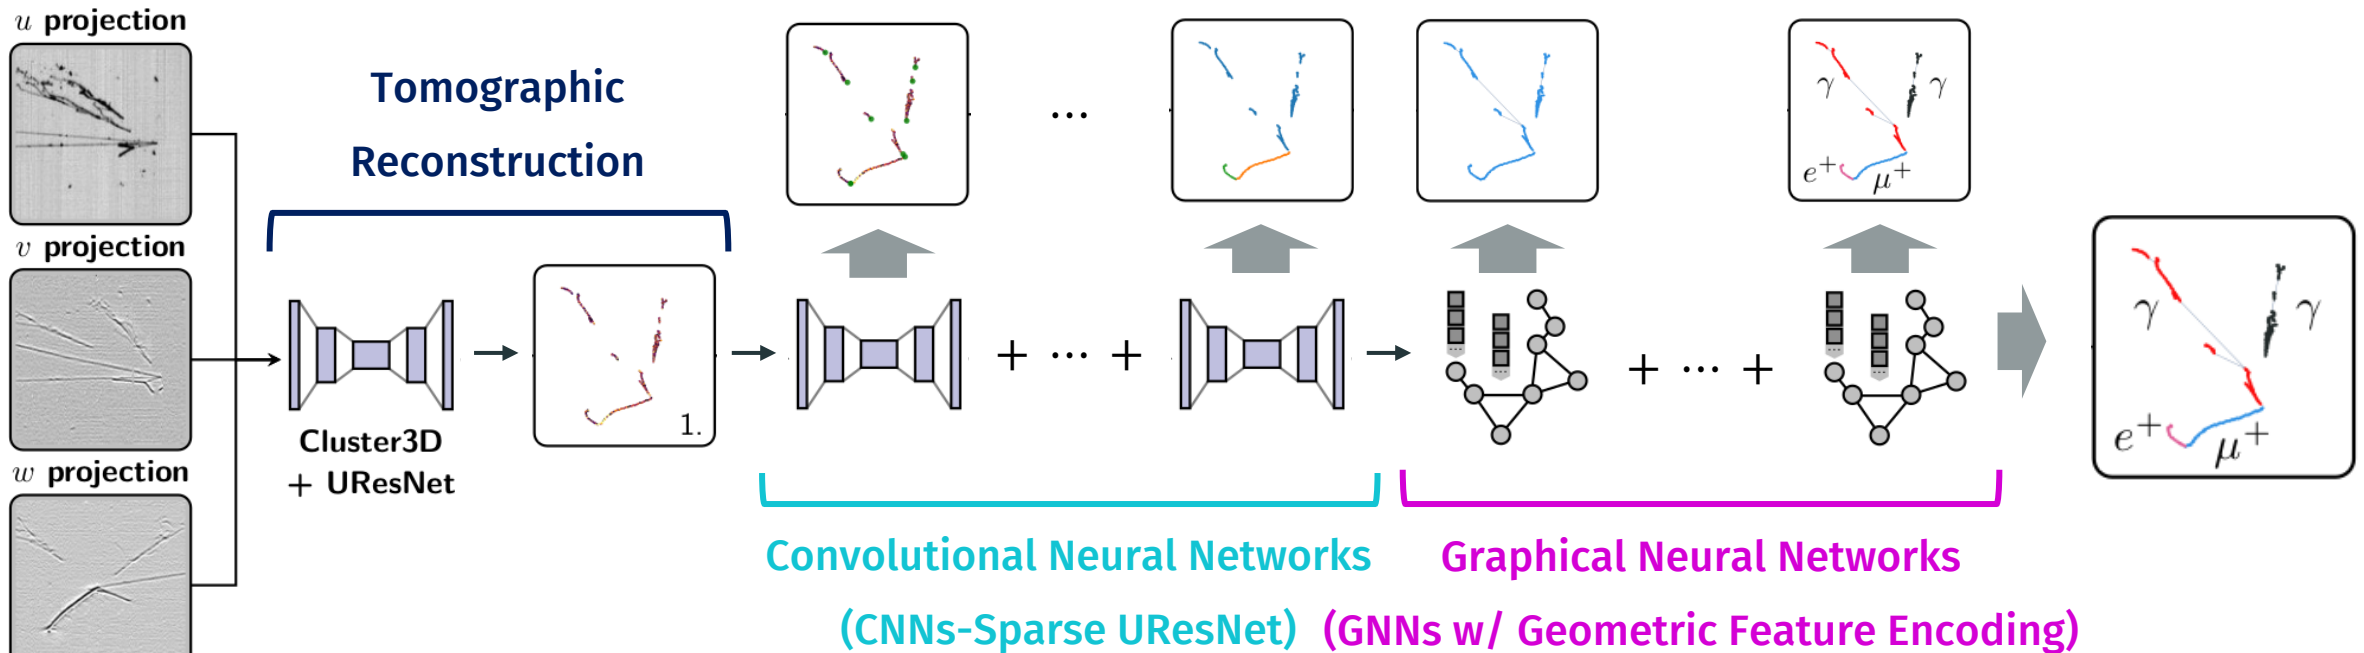 u projection
v projection
w projection
Tomographic
Reconstruction
Cluster3D
+ UResNet
1.
...
+ ... +
+ ... +
γ
γ
e⁺
μ⁺
γ
γ
e⁺
μ⁺
Convolutional Neural Networks
(CNNs-Sparse UResNet)
Graphical Neural Networks
(GNNs w/ Geometric Feature Encoding)